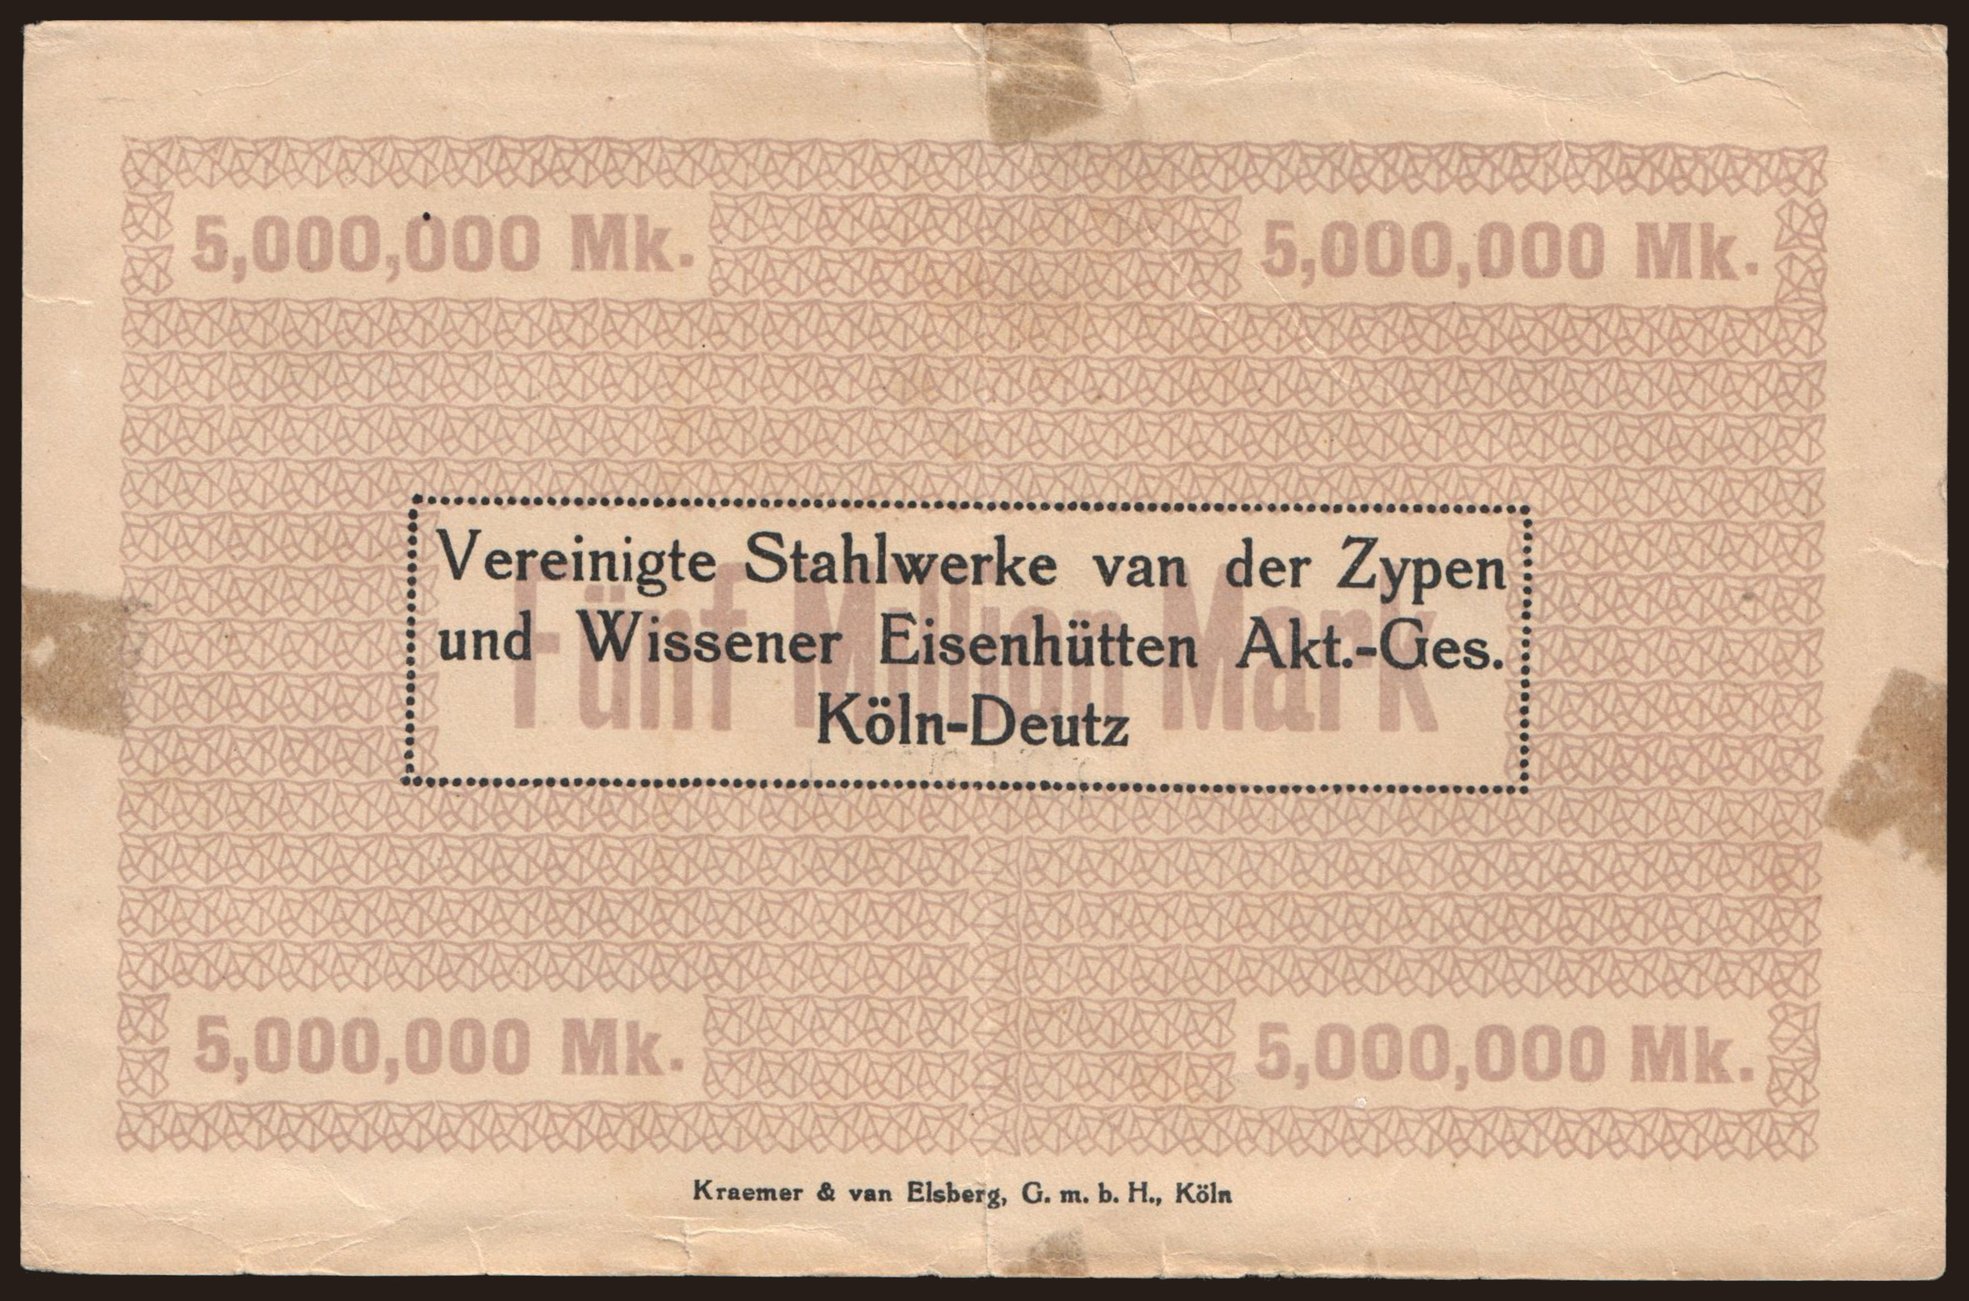 5,000,000 Mk. 5,000,000 Mk.
Vereinigte Stahlwerke van der Zypen
und Wissener Eisenhütten Akt.-Ges.
Köln-Deutz
Fünf Million Mark
5,000,000 Mk. 5,000,000 Mk.
Kraemer & van Elsberg, G. m. b. H., Köln